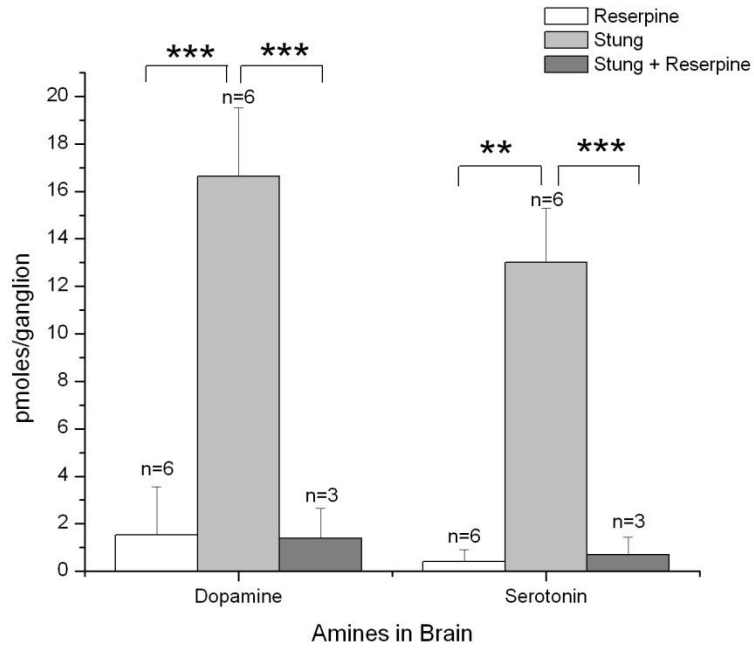 Reserpine
Stung
Stung + Reserpine
*** ***
** ***
n=6
n=6
n=6
n=3
n=6
n=3
20
18
16
14
12
10
8
6
4
2
0
pmoles/ganglion
Dopamine Serotonin
Amines in Brain